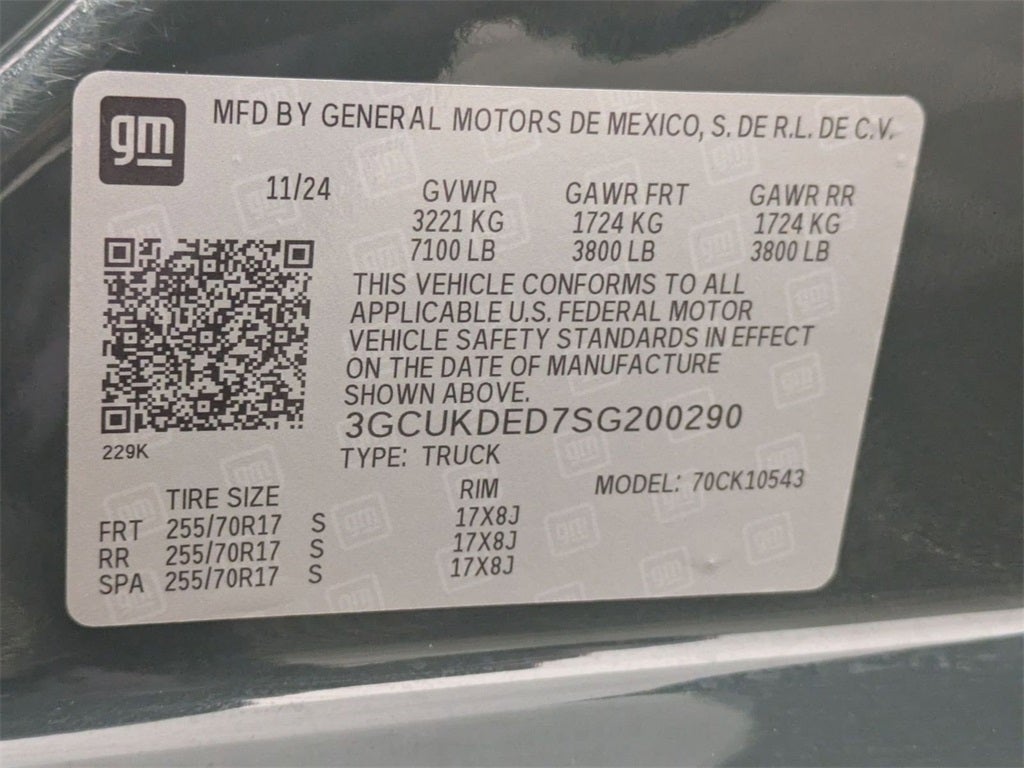 gm
MFD BY GENERAL MOTORS DE MEXICO, S. DE R.L. DE C.V.
11/24 GVWR GAWR FRT GAWR RR
3221 KG 1724 KG 1724 KG
7100 LB 3800 LB 3800 LB
THIS VEHICLE CONFORMS TO ALL
APPLICABLE U.S. FEDERAL MOTOR
VEHICLE SAFETY STANDARDS IN EFFECT
ON THE DATE OF MANUFACTURE
SHOWN ABOVE.
3GCUKDED7SG200290
229K
TYPE: TRUCK
TIRE SIZE RIM MODEL: 70CK10543
FRT 255/70R17 S 17X8J
RR 255/70R17 S 17X8J
SPA 255/70R17 S 17X8J